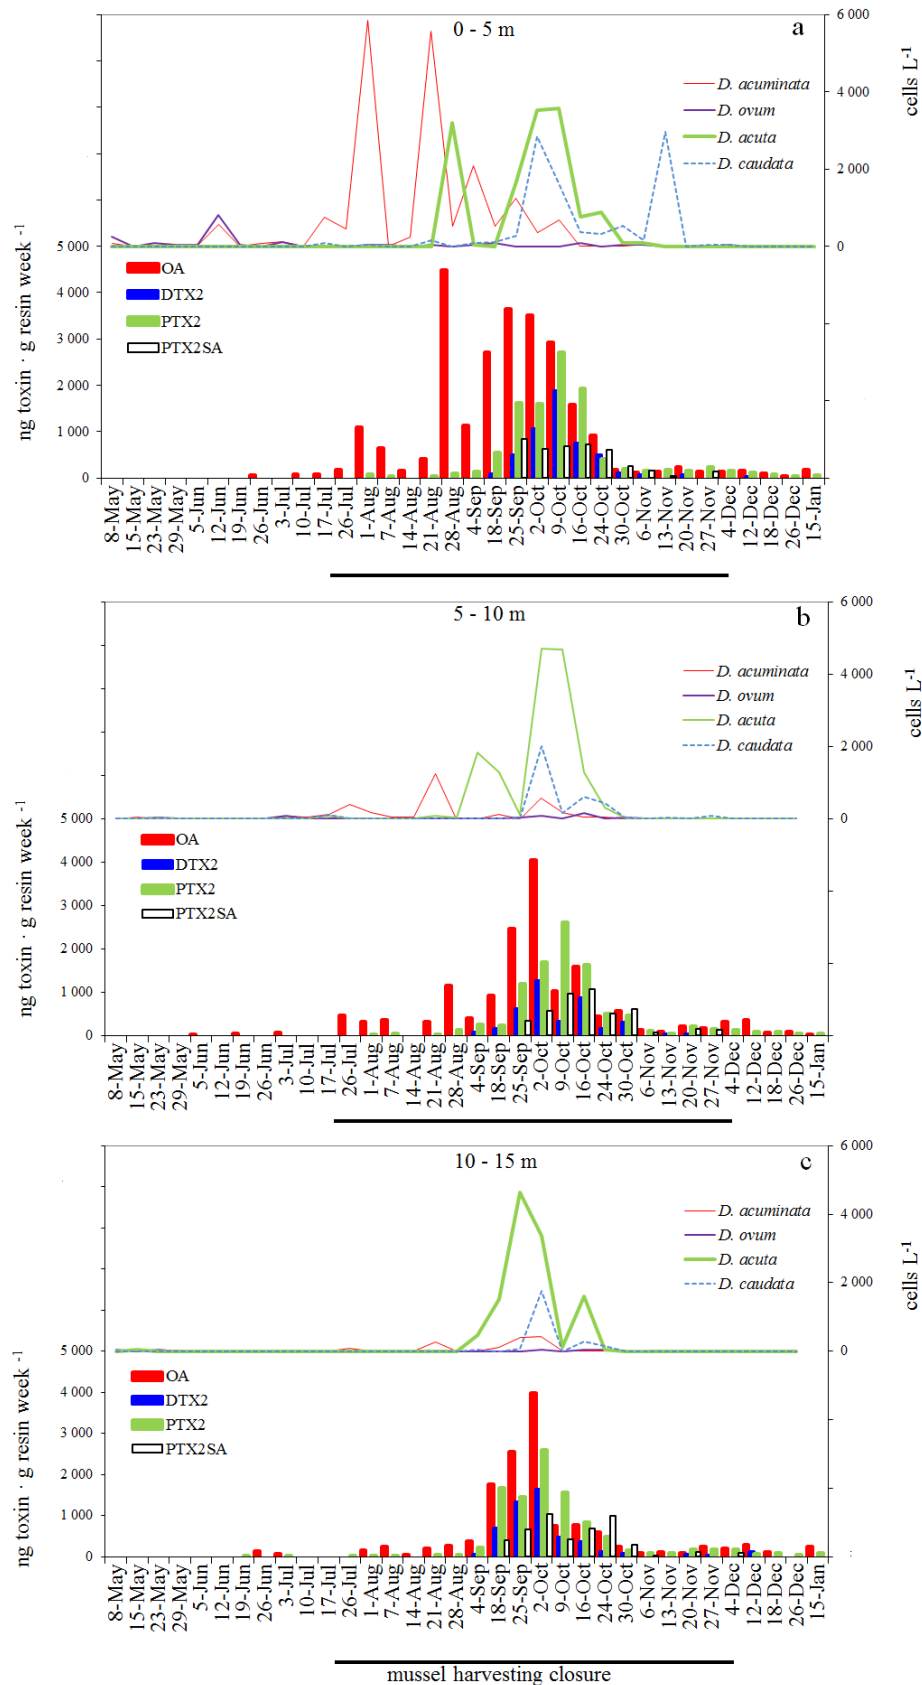 0 - 5 m
a
6 000
4 000
2 000
0
cells L-1
D. acuminata
D. ovum
D. acuta
D. caudata
5 000
4 000
3 000
2 000
1 000
0
ng toxin · g resin week -1
OA
DTX2
PTX2
PTX2SA
8-May
15-May
23-May
29-May
5-Jun
12-Jun
19-Jun
26-Jun
3-Jul
10-Jul
17-Jul
26-Jul
1-Aug
7-Aug
14-Aug
21-Aug
28-Aug
4-Sep
18-Sep
25-Sep
2-Oct
9-Oct
16-Oct
24-Oct
30-Oct
6-Nov
13-Nov
20-Nov
27-Nov
4-Dec
12-Dec
18-Dec
26-Dec
15-Jan
5 - 10 m
b
6 000
4 000
2 000
0
cells L-1
D. acuminata
D. ovum
D. acuta
D. caudata
5 000
4 000
3 000
2 000
1 000
0
ng toxin · g resin week -1
OA
DTX2
PTX2
PTX2SA
8-May
15-May
23-May
29-May
5-Jun
12-Jun
19-Jun
26-Jun
3-Jul
10-Jul
17-Jul
26-Jul
1-Aug
7-Aug
14-Aug
21-Aug
28-Aug
4-Sep
18-Sep
25-Sep
2-Oct
9-Oct
16-Oct
24-Oct
30-Oct
6-Nov
13-Nov
20-Nov
27-Nov
4-Dec
12-Dec
18-Dec
26-Dec
15-Jan
10 - 15 m
c
6 000
4 000
2 000
0
cells L-1
D. acuminata
D. ovum
D. acuta
D. caudata
5 000
4 000
3 000
2 000
1 000
0
ng toxin · g resin week -1
OA
DTX2
PTX2
PTX2SA
8-May
15-May
23-May
29-May
5-Jun
12-Jun
19-Jun
26-Jun
3-Jul
10-Jul
17-Jul
26-Jul
1-Aug
7-Aug
14-Aug
21-Aug
28-Aug
4-Sep
18-Sep
25-Sep
2-Oct
9-Oct
16-Oct
24-Oct
30-Oct
6-Nov
13-Nov
20-Nov
27-Nov
4-Dec
12-Dec
18-Dec
26-Dec
15-Jan
mussel harvesting closure